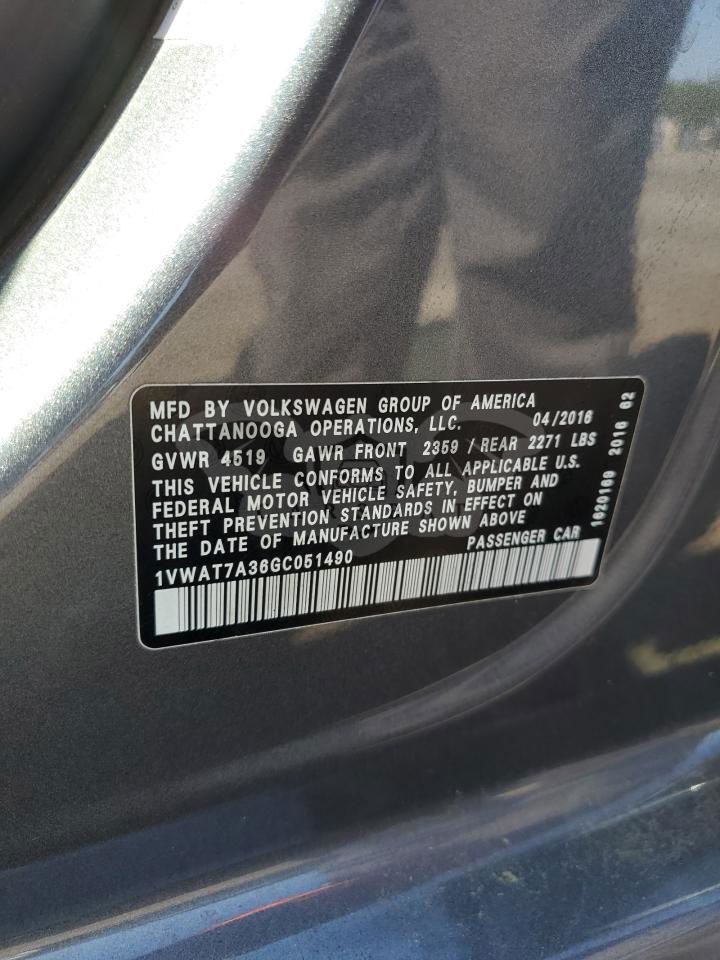 MFD BY VOLKSWAGEN GROUP OF AMERICA
CHATTANOOGA OPERATIONS, LLC. 04/2016
GVWR 4519 GAWR FRONT 2359 / REAR 2271 LBS
THIS VEHICLE CONFORMS TO ALL APPLICABLE U.S.
FEDERAL MOTOR VEHICLE SAFETY, BUMPER AND
THEFT PREVENTION STANDARDS IN EFFECT ON
THE DATE OF MANUFACTURE SHOWN ABOVE
1VWAT7A36GC051490 PASSENGER CAR
1620169 2016 62